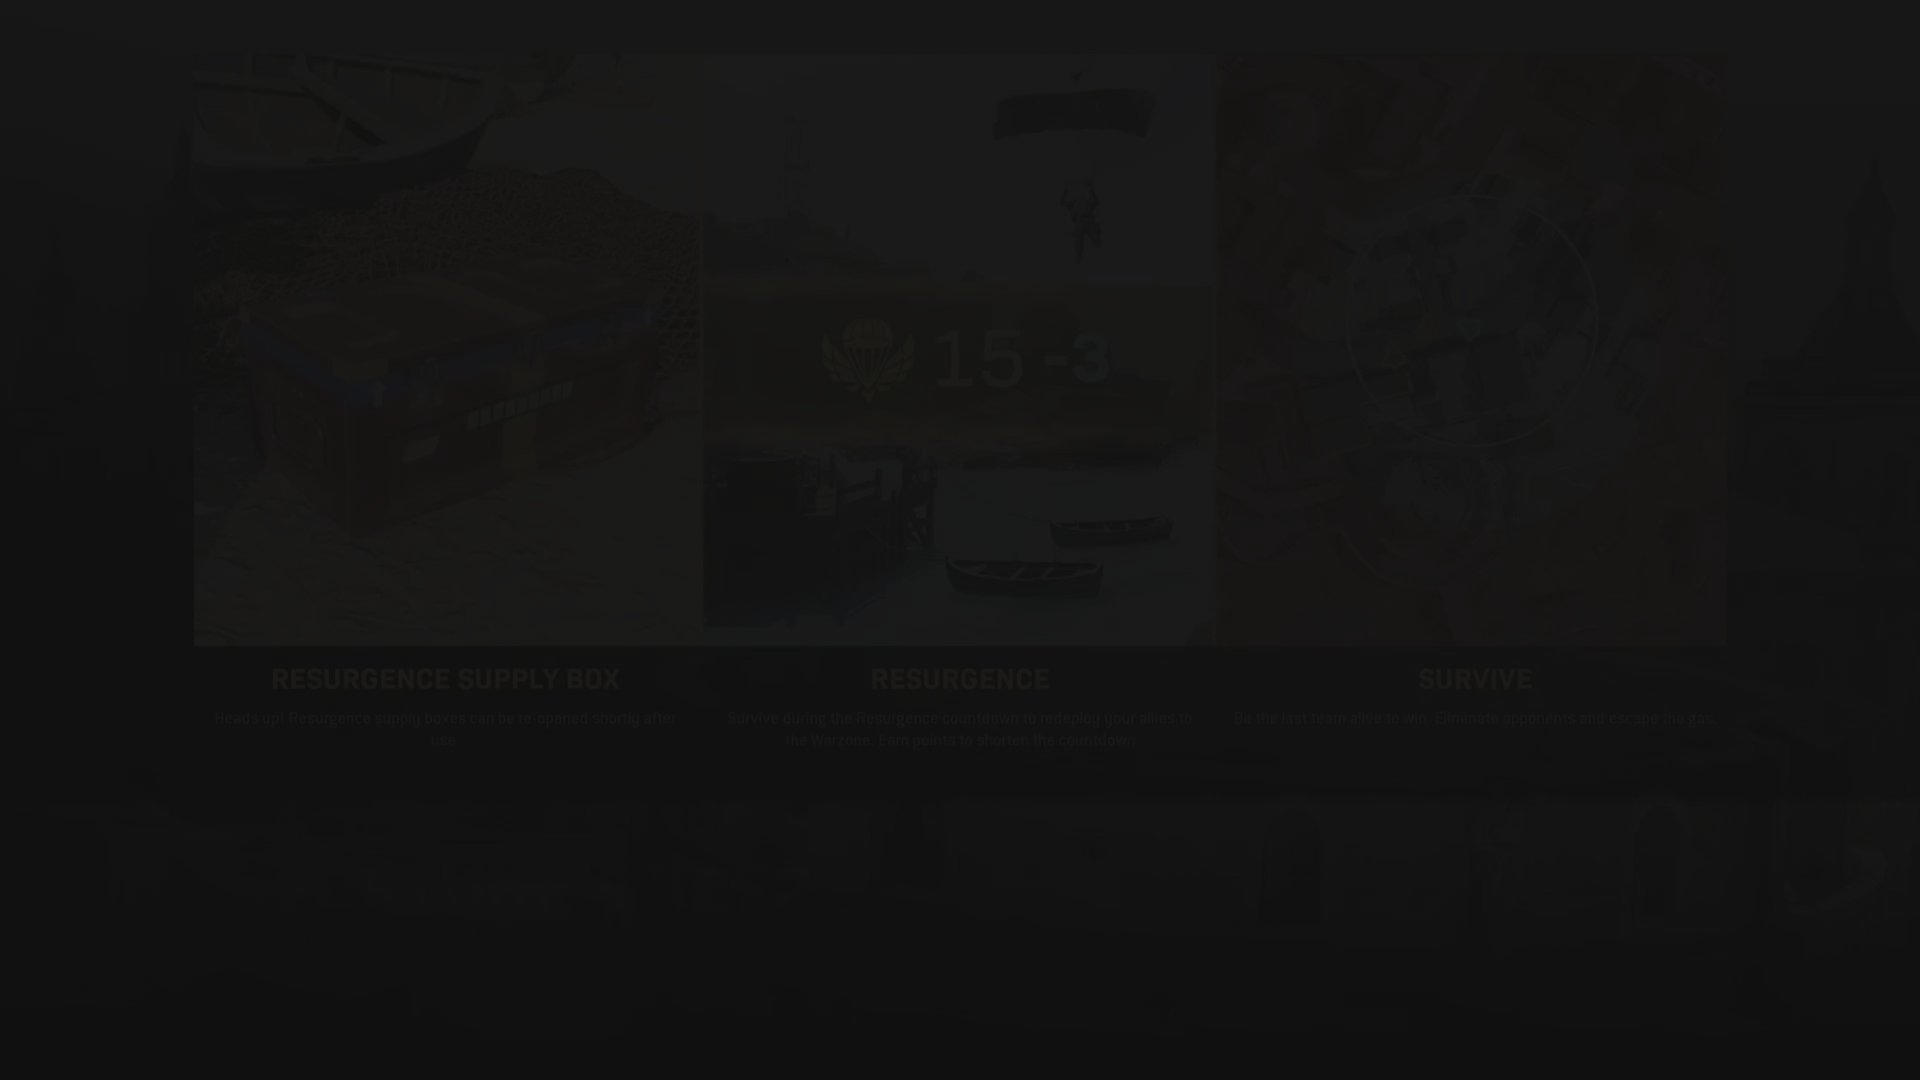 15 -3
RESURGENCE SUPPLY BOX
Heads up! Resurgence supply boxes can be re-opened shortly after
use.
RESURGENCE
Survive during the Resurgence countdown to redeploy your allies to
the Warzone. Earn points to shorten the countdown.
SURVIVE
Be the last team alive to win. Eliminate opponents and escape the gas.